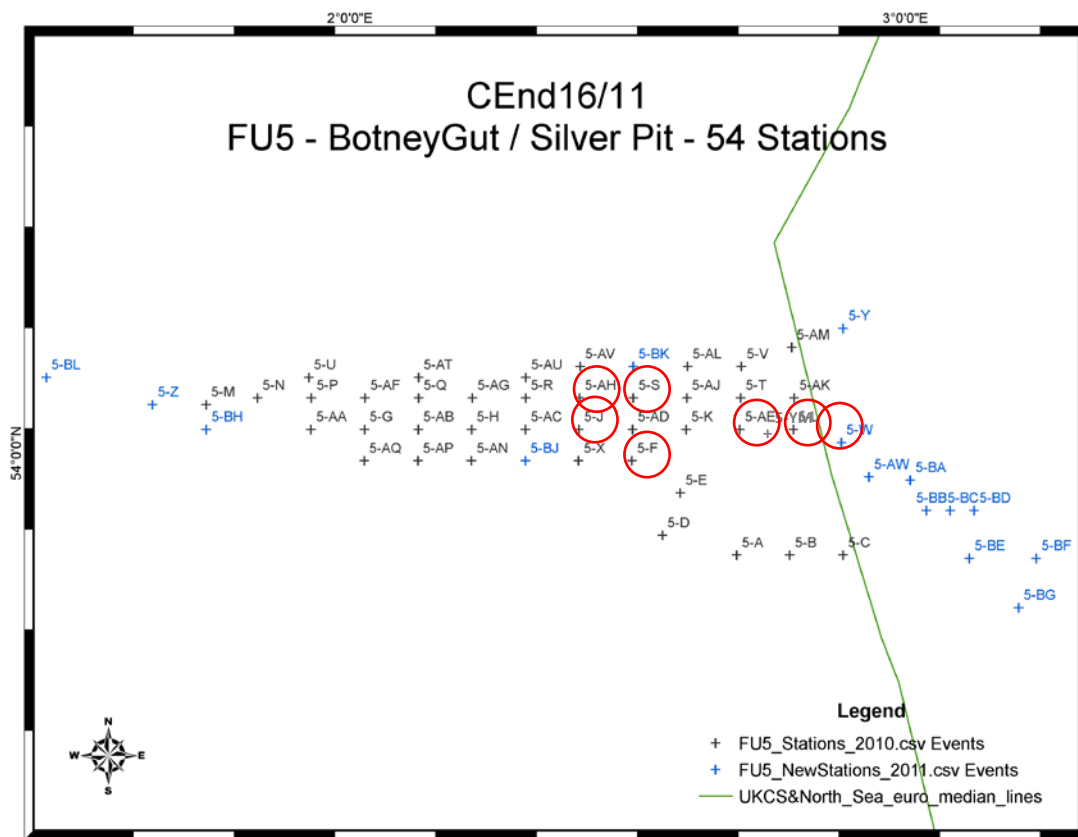 2°0'0"E
3°0'0"E
CEnd16/11
FU5 - BotneyGut / Silver Pit - 54 Stations
5-Y
5-AM
5-AV
5-BK
5-AL
5-V
5-U
5-AT
5-AU
5-BL
5-Z
5-M
5-N
5-P
5-AF
5-Q
5-AG
5-R
5-AH
5-S
5-AJ
5-T
5-AK
5-BH
5-AA
5-G
5-AB
5-H
5-AC
5-J
5-AD
5-K
5-AE
5-W
54°0'0"N
5-AQ
5-AP
5-AN
5-BJ
5-X
5-F
5-E
5-AW
5-BA
5-BB
5-BC
5-BD
5-D
5-A
5-B
5-C
5-BE
5-BF
5-BG
N
W
E
S
Legend
FU5_Stations_2010.csv Events
FU5_NewStations_2011.csv Events
UKCS&North_Sea_euro_median_lines